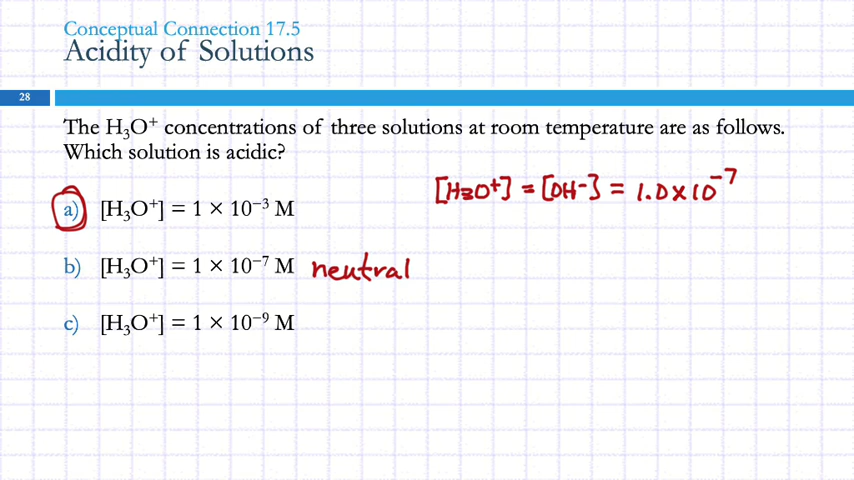 Conceptual Connection 17.5
Acidity of Solutions
28
The H₃O⁺ concentrations of three solutions at room temperature are as follows.
Which solution is acidic?
[H₃O⁺] = [OH⁻] = 1.0 × 10⁻⁷
a) [H₃O⁺] = 1 × 10⁻³ M
b) [H₃O⁺] = 1 × 10⁻⁷ M neutral
c) [H₃O⁺] = 1 × 10⁻⁹ M